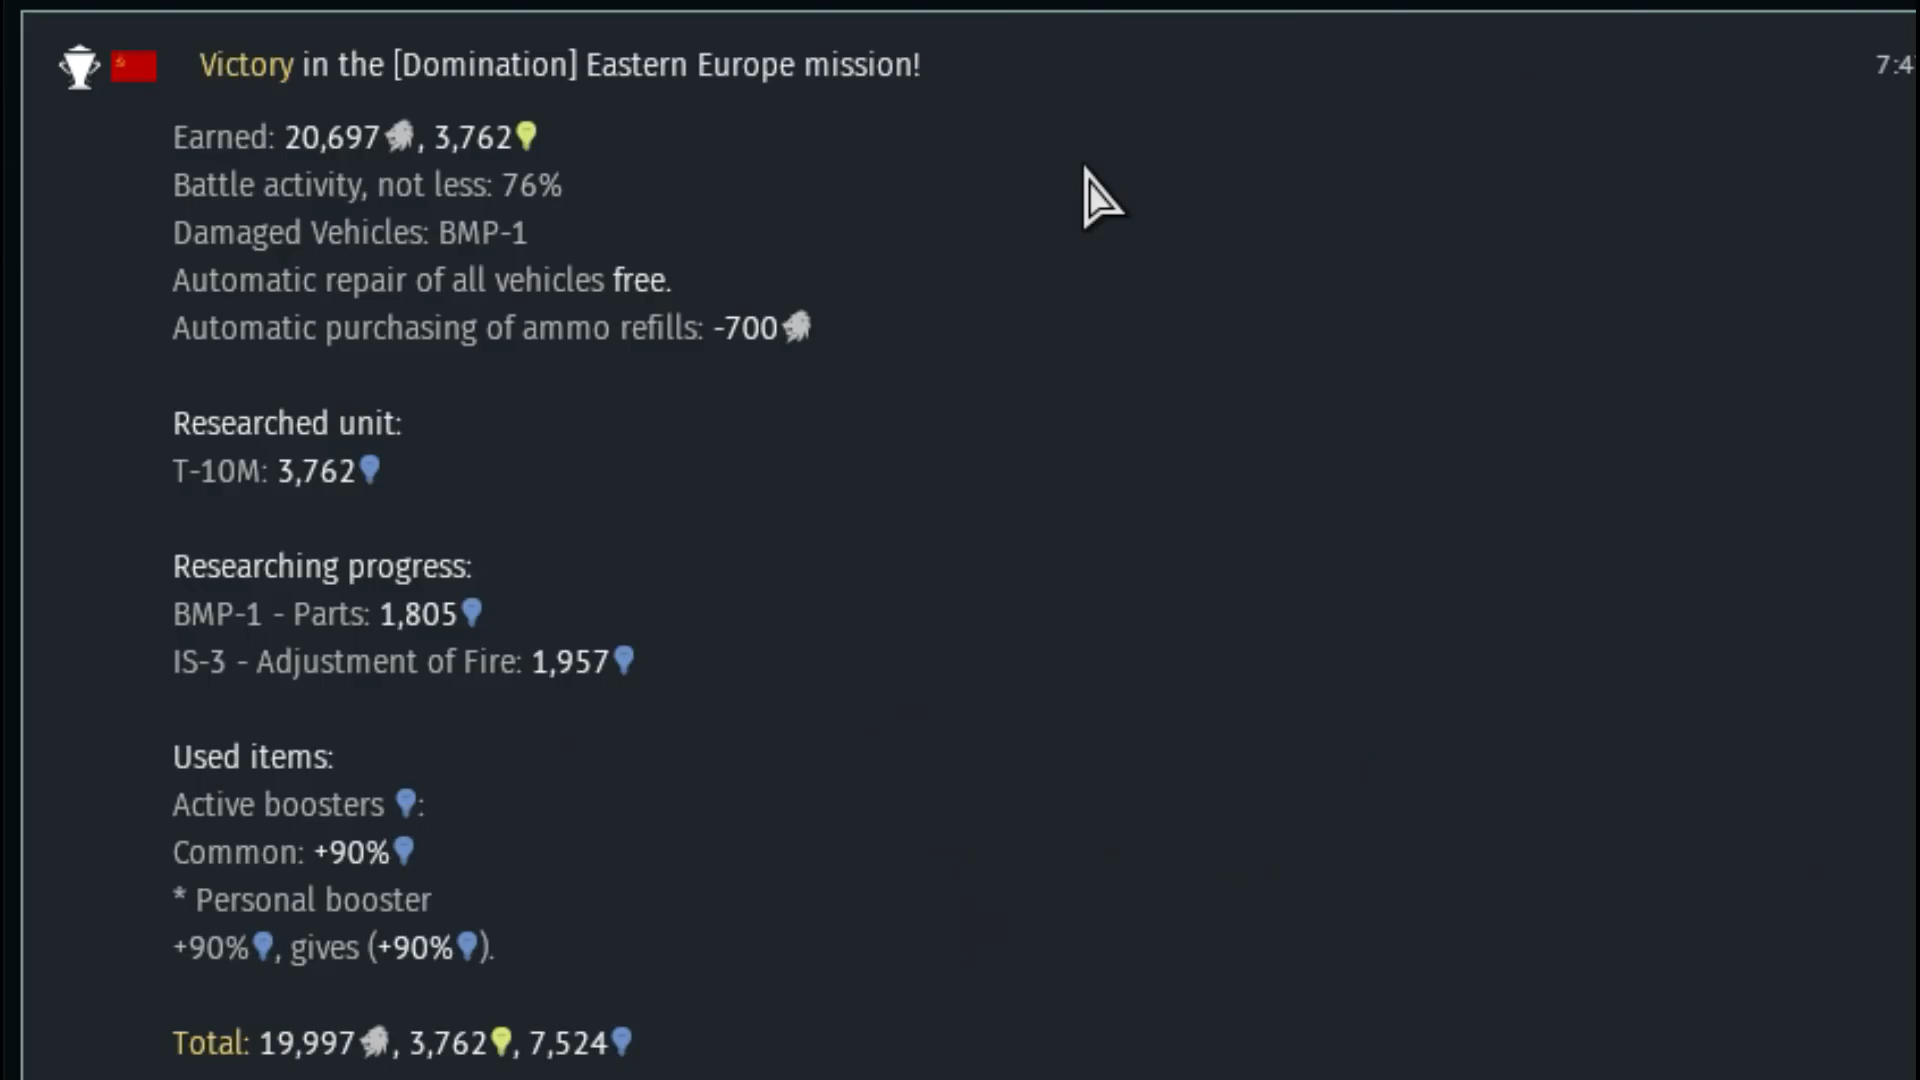 Victory in the [Domination] Eastern Europe mission!
7:4
Earned: 20,697, 3,762
Battle activity, not less: 76%
Damaged Vehicles: BMP-1
Automatic repair of all vehicles free.
Automatic purchasing of ammo refills: -700
Researched unit:
T-10M: 3,762
Researching progress:
BMP-1 - Parts: 1,805
IS-3 - Adjustment of Fire: 1,957
Used items:
Active boosters :
Common: +90%
* Personal booster
+90%, gives (+90%).
Total: 19,997, 3,762, 7,524